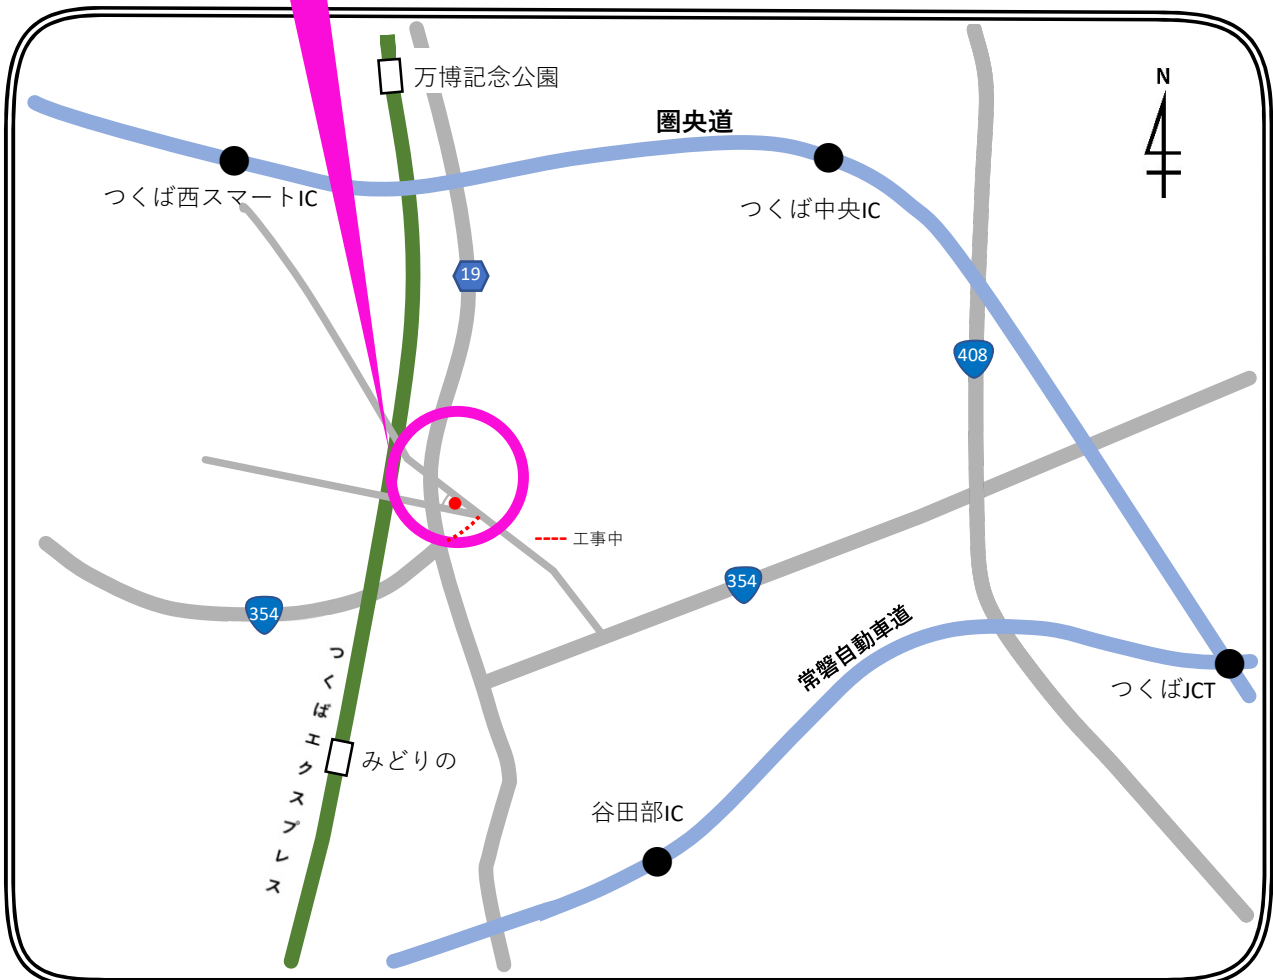 万博記念公園
N
圏央道
つくば西スマートIC
つくば中央IC
19
408
工事中
354
354
常磐自動車道
つくばJCT
つくばエクスプレス
みどりの
谷田部IC